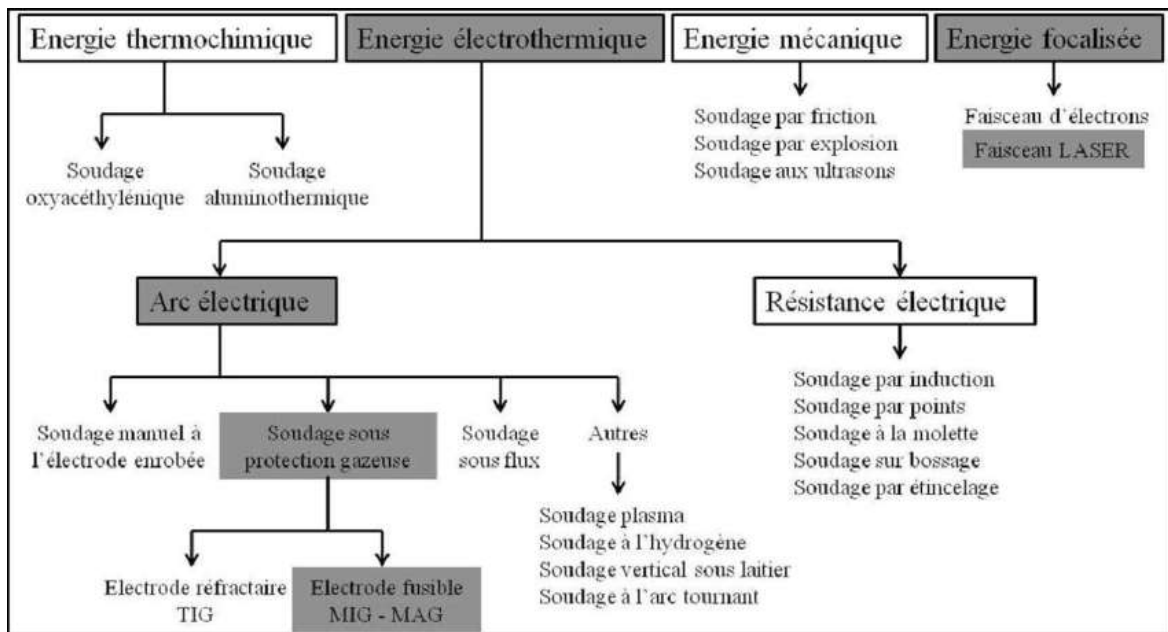 Energie thermochimique
Energie électrothermique
Energie mécanique
Energie focalisée
Soudage
oxyacéthylénique
Soudage
aluminothermique
Soudage par friction
Soudage par explosion
Soudage aux ultrasons
Faisceau d'électrons
Faisceau LASER
Arc électrique
Résistance électrique
Soudage manuel à
l'électrode enrobée
Soudage sous
protection gazeuse
Soudage
sous flux
Autres
Soudage par induction
Soudage par points
Soudage à la molette
Soudage sur bossage
Soudage par étincelage
Soudage plasma
Soudage à l'hydrogène
Soudage vertical sous laitier
Soudage à l'arc tournant
Electrode réfractaire
TIG
Electrode fusible
MIG - MAG